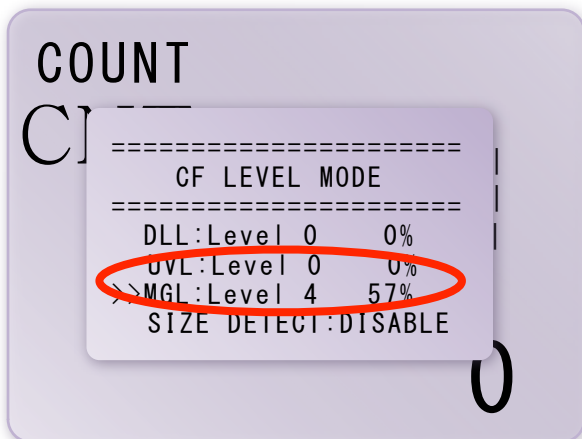 COUNT
======================
CF LEVEL MODE
======================
DLL:Level 0 0%
UVL:Level 0 0%
>>MGL:Level 4 57%
SIZE DETECT:DISABLE
0